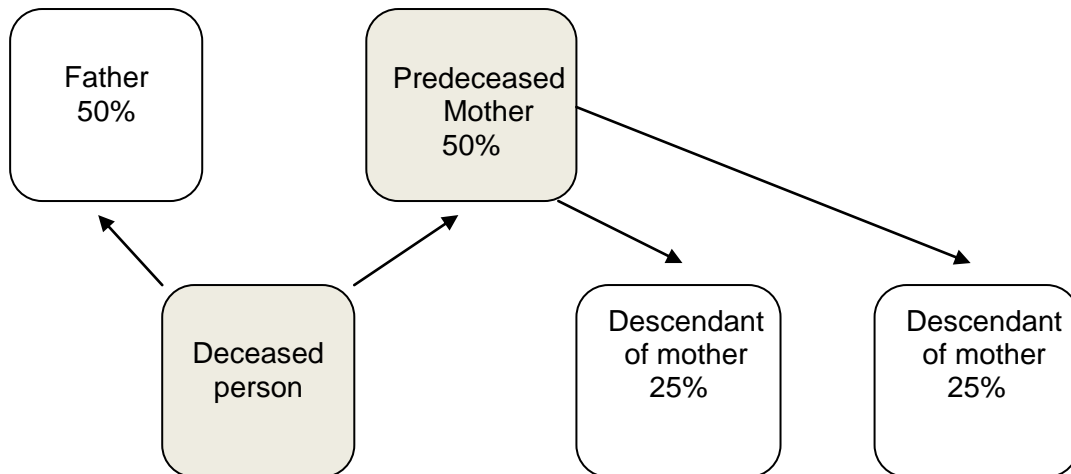 Father
50%
Predeceased
Mother
50%
Deceased
person
Descendant
of mother
25%
Descendant
of mother
25%